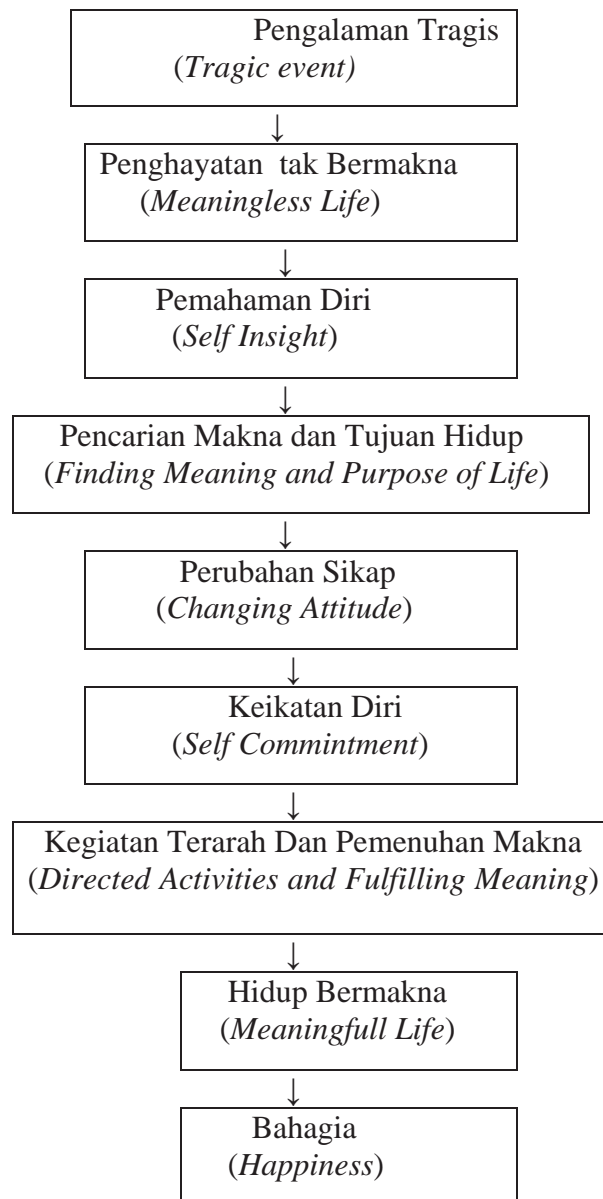 Pengalaman Tragis
(Tragic event)
↓
Penghayatan tak Bermakna
(Meaningless Life)
↓
Pemahaman Diri
(Self Insight)
↓
Pencarian Makna dan Tujuan Hidup
(Finding Meaning and Purpose of Life)
↓
Perubahan Sikap
(Changing Attitude)
↓
Keikatan Diri
(Self Commintment)
↓
Kegiatan Terarah Dan Pemenuhan Makna
(Directed Activities and Fulfilling Meaning)
↓
Hidup Bermakna
(Meaningfull Life)
↓
Bahagia
(Happiness)